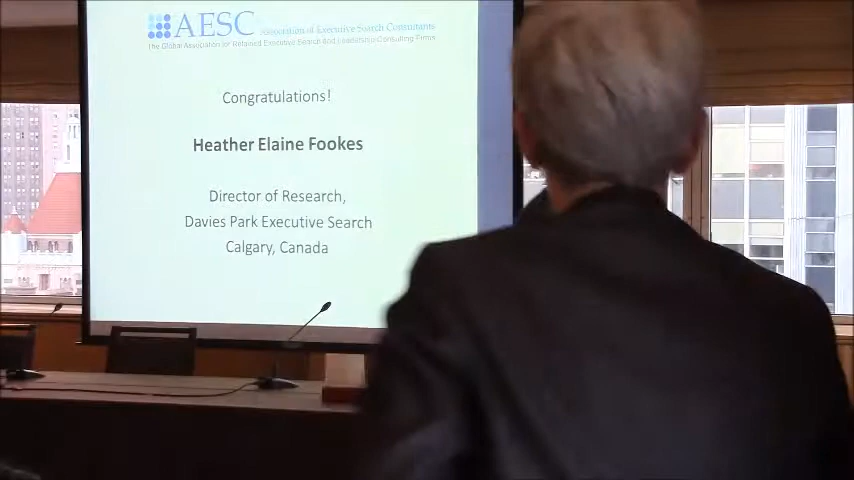 AESC Association of Executive Search Consultants
The Global Association for Retained Executive Search And Leadership Consulting Firms
Congratulations!
Heather Elaine Fookes
Director of Research,
Davies Park Executive Search
Calgary, Canada